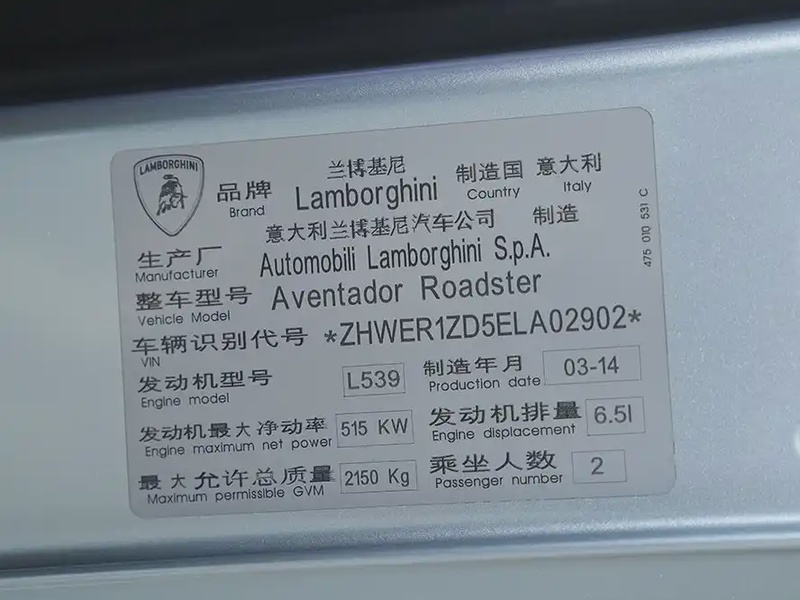 LAMBORGHINI
品牌 兰博基尼 制造国 意大利
Brand Lamborghini Country Italy
意大利兰博基尼汽车公司 制造
生产厂
Manufacturer Automobili Lamborghini S.p.A.
整车型号
Vehicle Model Aventador Roadster
车辆识别代号 *ZHWER1ZD5ELA02902*
VIN
发动机型号 L539 制造年月 03-14
Engine model Production date
发动机最大净动率 515 KW 发动机排量 6.5l
Engine maximum net power Engine displacement
最大允许总质量 2150 Kg 乘坐人数 2
Maximum permissible GVM Passenger number
475 010 531 C